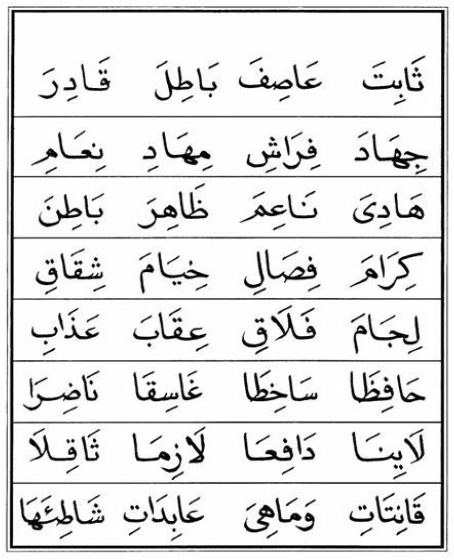 ثَابِتَ عَاصِفَ بَاطِلَ قَادِرَ
جِهَادَ فِرَاشِ مِهَادِ نِعَامِ
هَادِيَ نَاعِمَ ظَاهِرَ بَاطِنَ
كِرَامَ فِصَالِ خِيَامَ شِقَاقِ
لِجَامَ فَلَاقِ عِقَابَ عَذَابِ
حَافِظَا سَاخِطَا غَاسِقَا نَاضِرَا
لَايِنَا دَافِعَا لَازِمَا ثَاقِلَا
قَانِتَاتِ وَمَاهِيَ عَابِدَاتِ شَاطِئَهَا